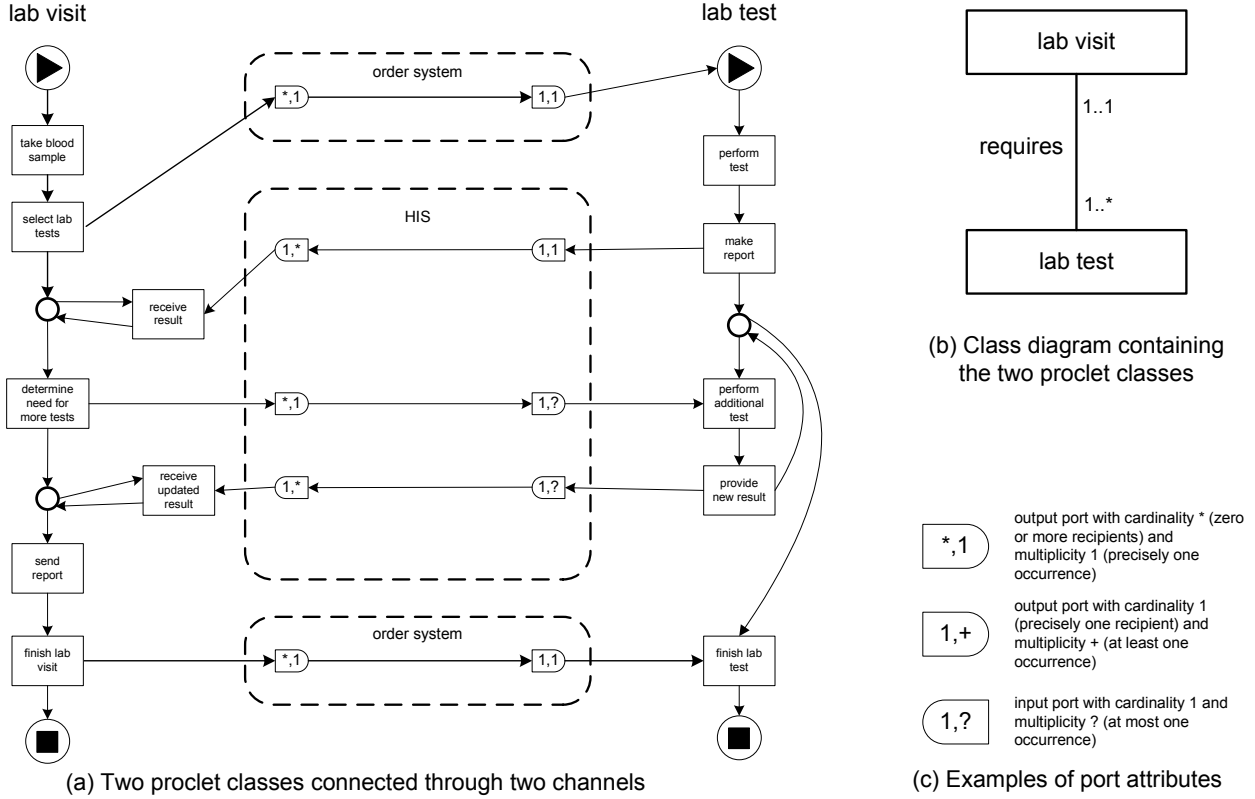 lab visit
lab test
order system
*,1
1,1
take blood
sample
perform
test
select lab
tests
HIS
1,*
1,1
make
report
receive
result
determine
need for
more tests
*,1
1,?
perform
additional
test
receive
updated
result
1,*
1,?
provide
new result
send
report
order system
finish lab
visit
*,1
1,1
finish lab
test
(a) Two proclet classes connected through two channels
lab visit
1..1
requires
1..*
lab test
(b) Class diagram containing
the two proclet classes
*,1
output port with cardinality * (zero
or more recipients) and
multiplicity 1 (precisely one
occurrence)
1,+
output port with cardinality 1
(precisely one recipient) and
multiplicity + (at least one
occurrence)
1,?
input port with cardinality 1 and
multiplicity ? (at most one
occurrence)
(c) Examples of port attributes